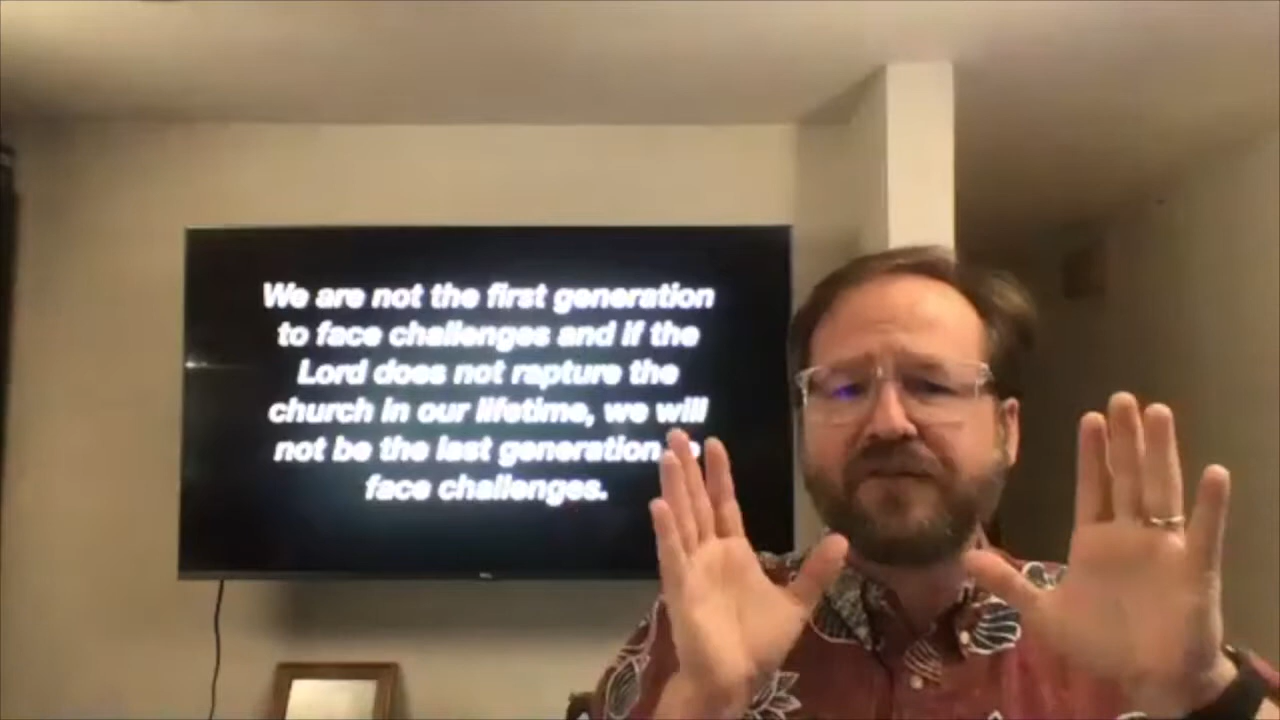 We are not the first generation
to face challenges and if the
Lord does not rapture the
church in our lifetime, we will
not be the last generation
face challenges.